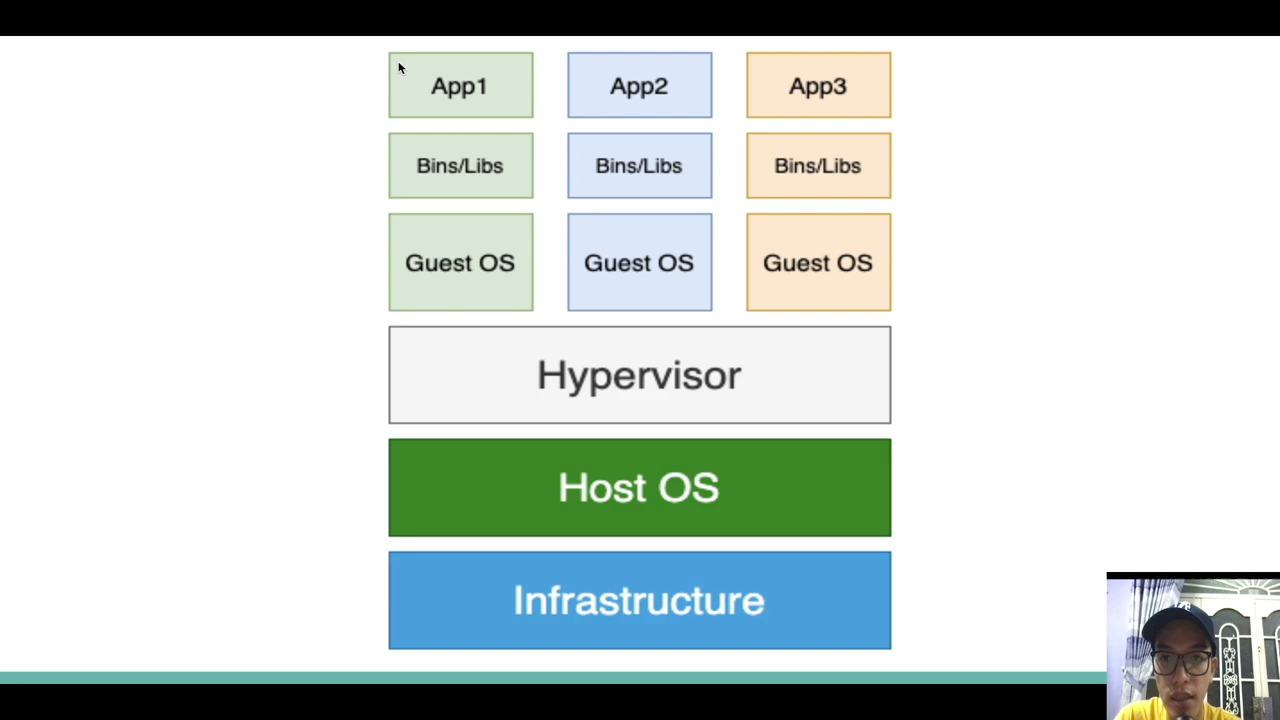 App1 App2 App3
Bins/Libs Bins/Libs Bins/Libs
Guest OS Guest OS Guest OS
Hypervisor
Host OS
Infrastructure